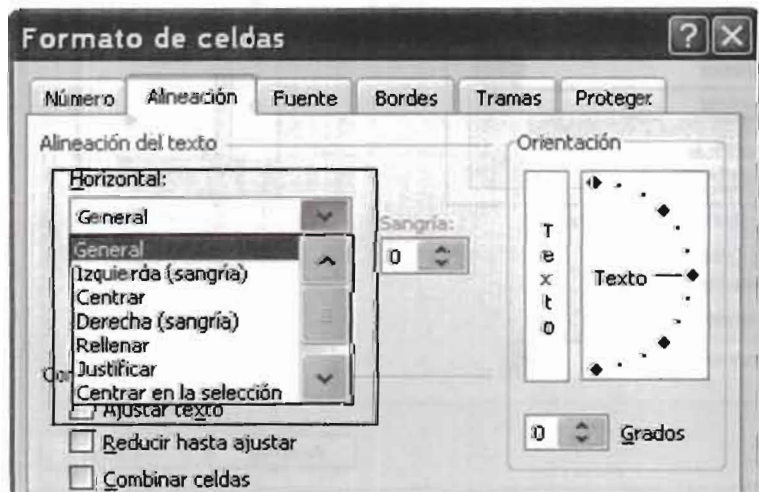 Formato de celdas
Número Alineación Fuente Bordes Tramas Proteger
Alineación del texto
Horizontal:
General
General
Izquierda (sangría)
Centrar
Derecha (sangría)
Rellenar
Justificar
Centrar en la selección
Sangría:
0
Ajustar texto
Reducir hasta ajustar
Combinar celdas
Orientación
Texto
Texto
0 Grados